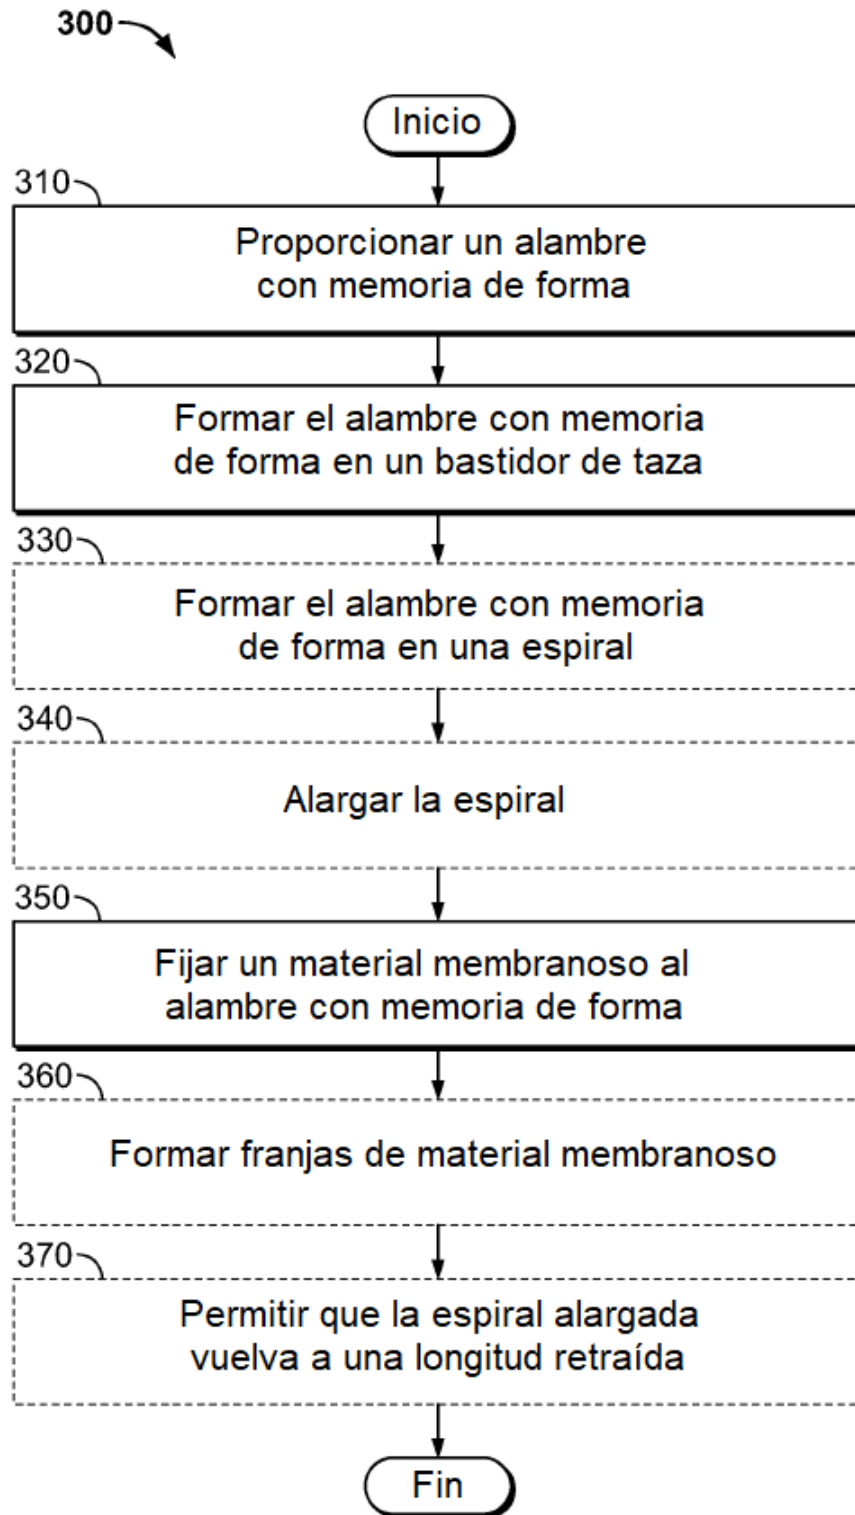 300
Inicio
310
Proporcionar un alambre
con memoria de forma
320
Formar el alambre con memoria
de forma en un bastidor de taza
330
Formar el alambre con memoria
de forma en una espiral
340
Alargar la espiral
350
Fijar un material membranoso al
alambre con memoria de forma
360
Formar franjas de material membranoso
370
Permitir que la espiral alargada
vuelva a una longitud retraída
Fin